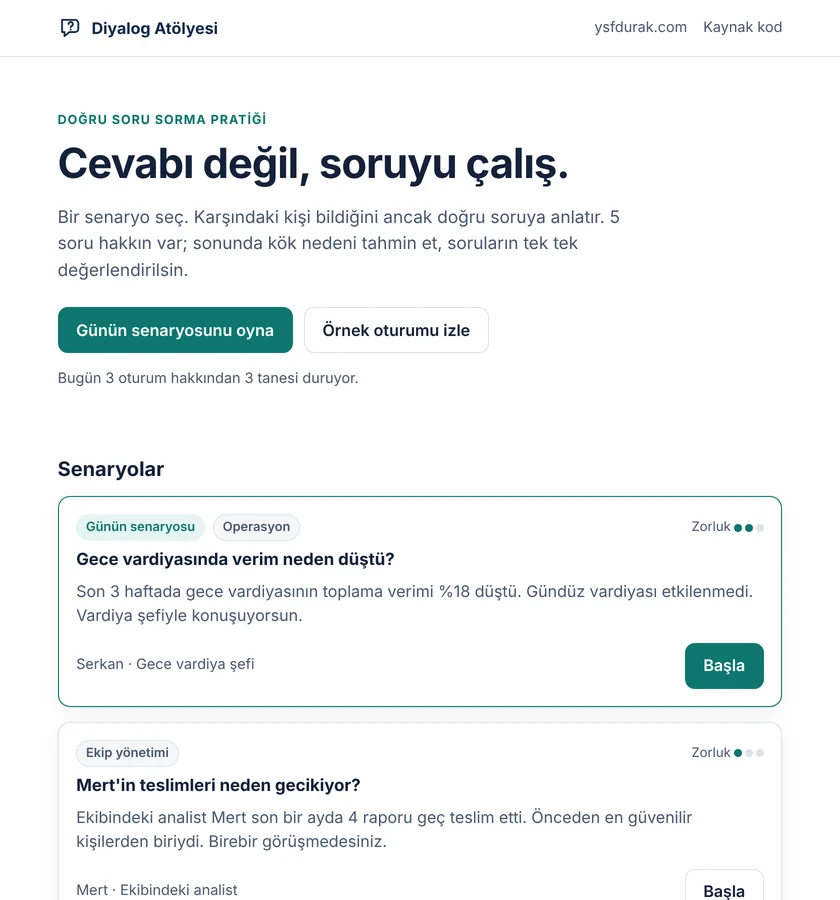 Diyalog Atölyesi
ysfdurak.com Kaynak kod
DOĞRU SORU SORMA PRATİĞİ
Cevabı değil, soruyu çalış.
Bir senaryo seç. Karşındaki kişi bildiğini ancak doğru soruya anlatır. 5
soru hakkın var; sonunda kök nedeni tahmin et, soruların tek tek
değerlendirilsin.
Günün senaryosunu oyna Örnek oturumu izle
Bugün 3 oturum hakkından 3 tanesi duruyor.
Senaryolar
Günün senaryosu Operasyon Zorluk
Gece vardiyasında verim neden düştü?
Son 3 haftada gece vardiyasının toplama verimi %18 düştü. Gündüz vardiyası etkilenmedi.
Vardiya şefiyle konuşuyorsun.
Serkan · Gece vardiya şefi Başla
Ekip yönetimi Zorluk
Mert'in teslimleri neden gecikiyor?
Ekibindeki analist Mert son bir ayda 4 raporu geç teslim etti. Önceden en güvenilir
kişilerden biriydi. Birebir görüşmedesiniz.
Mert · Ekibindeki analist Başla